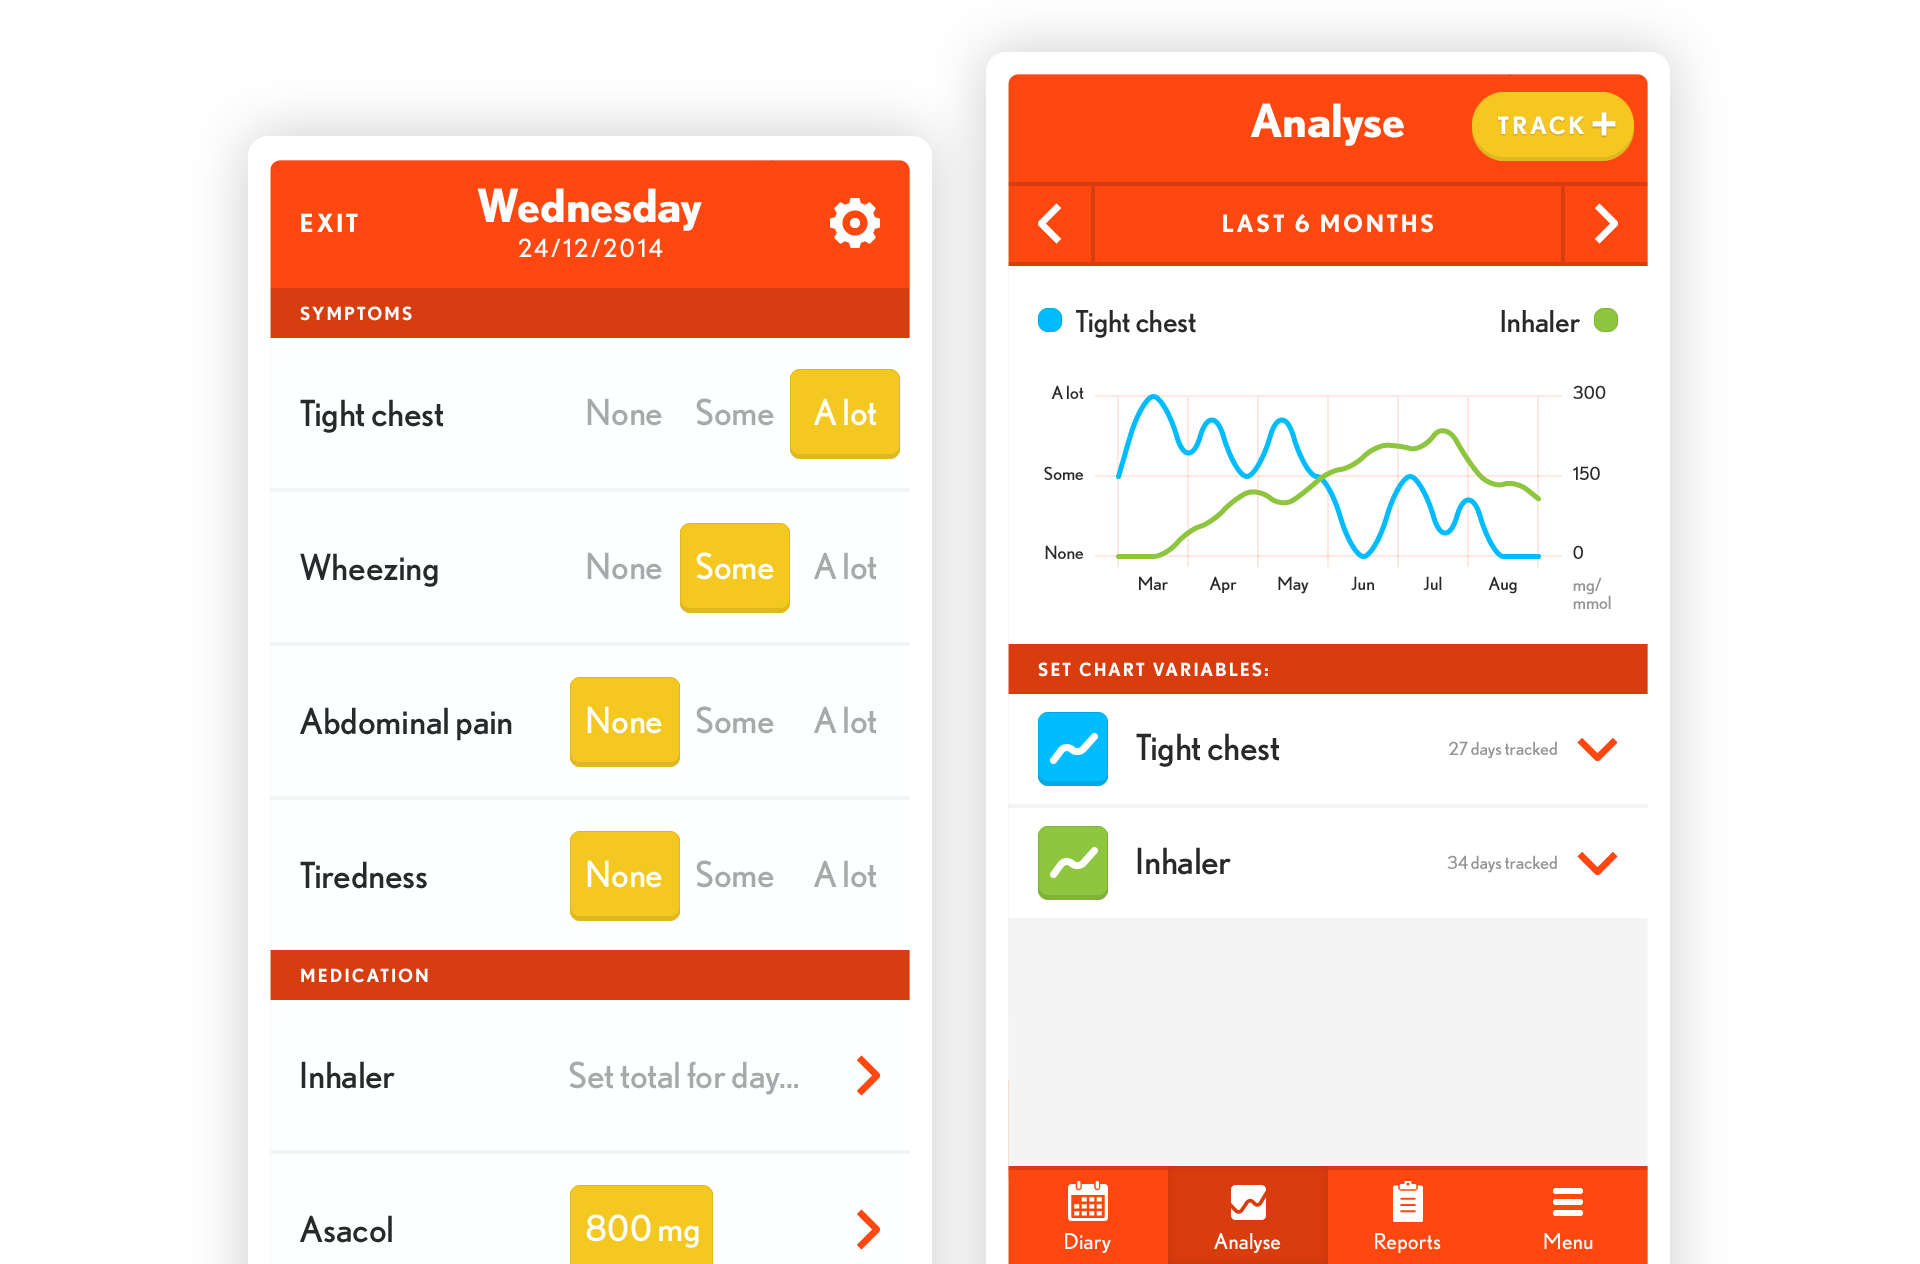 EXIT
Wednesday
24/12/2014
SYMPTOMS
Tight chest None Some A lot
Wheezing None Some A lot
Abdominal pain None Some A lot
Tiredness None Some A lot
MEDICATION
Inhaler Set total for day...
Asacol 800 mg
Analyse
TRACK +
LAST 6 MONTHS
Tight chest Inhaler
A lot 300
Some 150
None 0
Mar Apr May Jun Jul Aug
mg/
mmol
SET CHART VARIABLES:
Tight chest 27 days tracked
Inhaler 34 days tracked
Diary Analyse Reports Menu